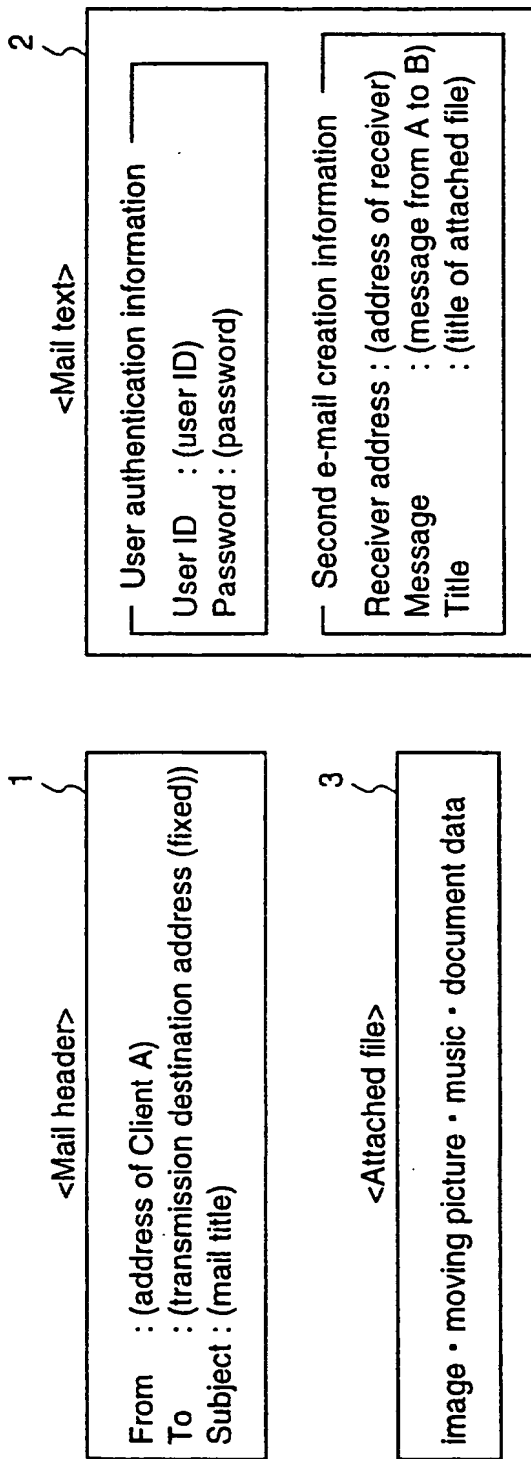 <Mail header>
1
From : (address of Client A)
To : (transmission destination address (fixed))
Subject : (mail title)
<Attached file>
3
image・moving picture・music・document data
<Mail text>
2
User authentication information
User ID : (user ID)
Password : (password)
Second e-mail creation information
Receiver address : (address of receiver)
Message : (message from A to B)
Title : (title of attached file)